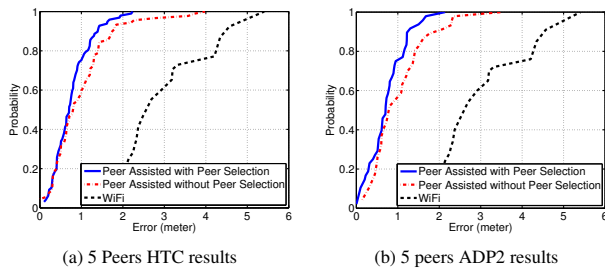 1
0.8
0.6
0.4
0.2
0
Probability
0 1 2 3 4 5 6
Error (meter)
Peer Assisted with Peer Selection
Peer Assisted without Peer Selection
WiFi
(a) 5 Peers HTC results
1
0.8
0.6
0.4
0.2
0
Probability
0 1 2 3 4 5 6
Error (meter)
Peer Assisted with Peer Selection
Peer Assisted without Peer Selection
WiFi
(b) 5 peers ADP2 results